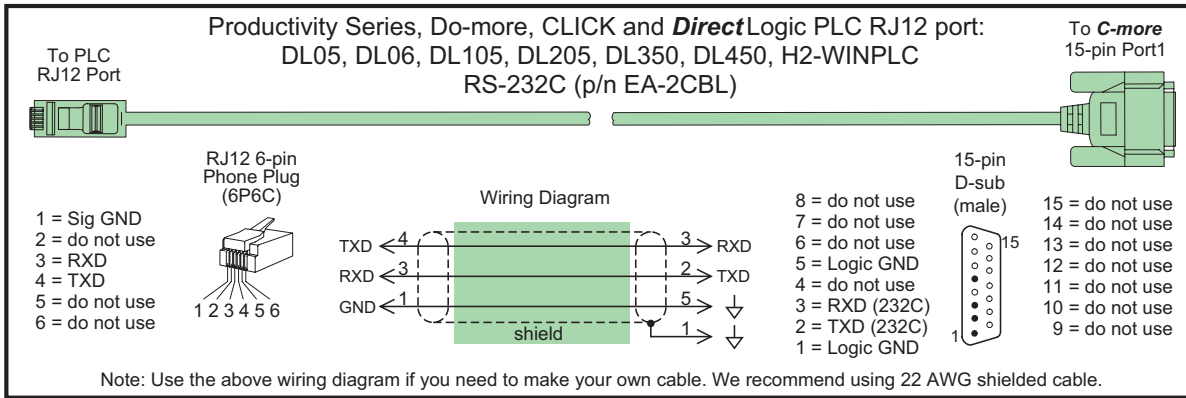 Productivity Series, Do-more, CLICK and DirectLogic PLC RJ12 port:
DL05, DL06, DL105, DL205, DL350, DL450, H2-WINPLC
RS-232C (p/n EA-2CBL)
To PLC
RJ12 Port
To C-more
15-pin Port1
RJ12 6-pin
Phone Plug
(6P6C)
1 = Sig GND
2 = do not use
3 = RXD
4 = TXD
5 = do not use
6 = do not use
1 2 3 4 5 6
Wiring Diagram
TXD 4 3 RXD
RXD 3 2 TXD
GND 1 5
shield 1
8 = do not use
7 = do not use
6 = do not use
5 = Logic GND
4 = do not use
3 = RXD (232C)
2 = TXD (232C)
1 = Logic GND
15-pin
D-sub
(male)
15
1
15 = do not use
14 = do not use
13 = do not use
12 = do not use
11 = do not use
10 = do not use
9 = do not use
Note: Use the above wiring diagram if you need to make your own cable. We recommend using 22 AWG shielded cable.